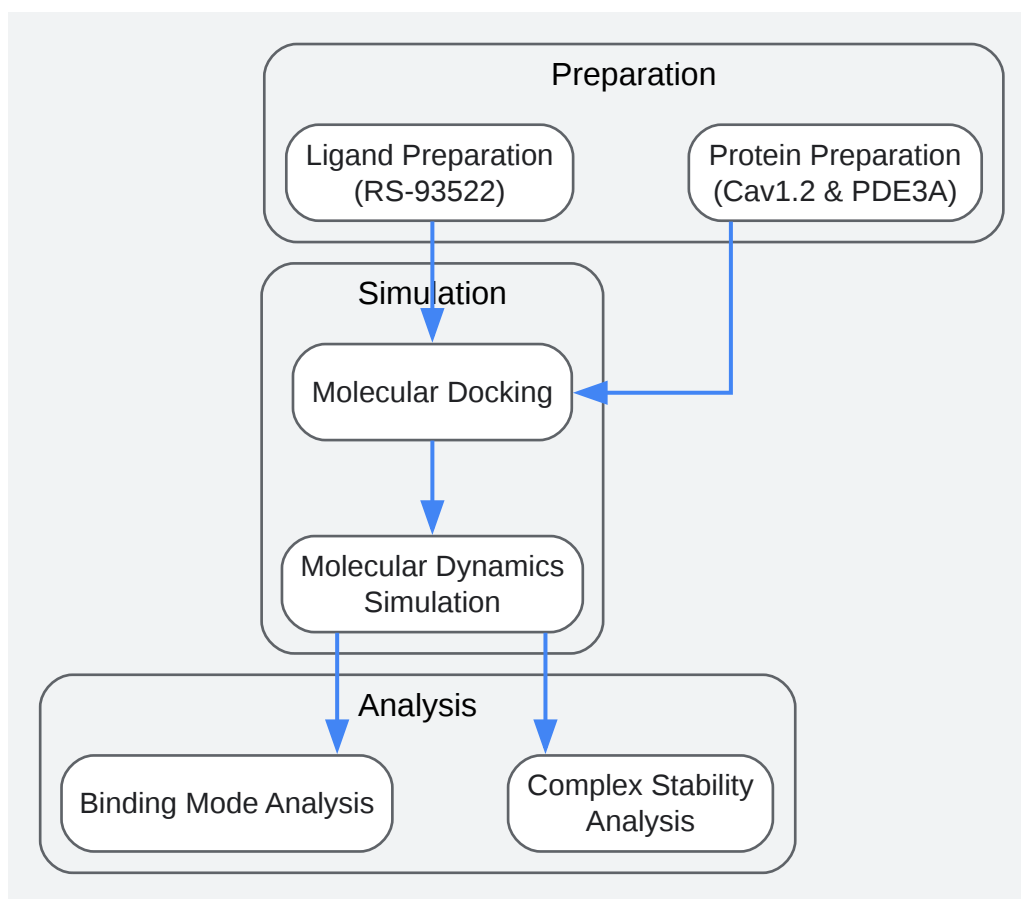 Preparation
Ligand Preparation
(RS-93522)
Protein Preparation
(Cav1.2 & PDE3A)
Simulation
Molecular Docking
Molecular Dynamics
Simulation
Analysis
Binding Mode Analysis
Complex Stability
Analysis